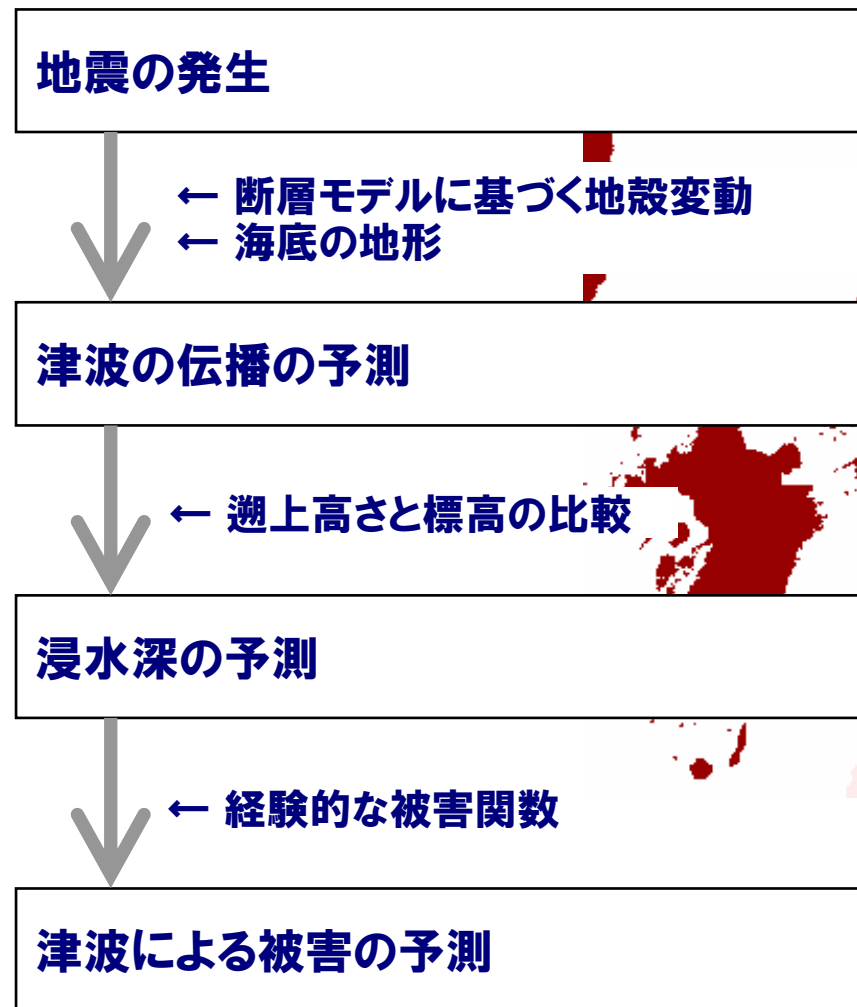 地震の発生
← 断層モデルに基づく地殻変動
← 海底の地形
津波の伝播の予測
← 遡上高さと標高の比較
浸水深の予測
← 経験的な被害関数
津波による被害の予測